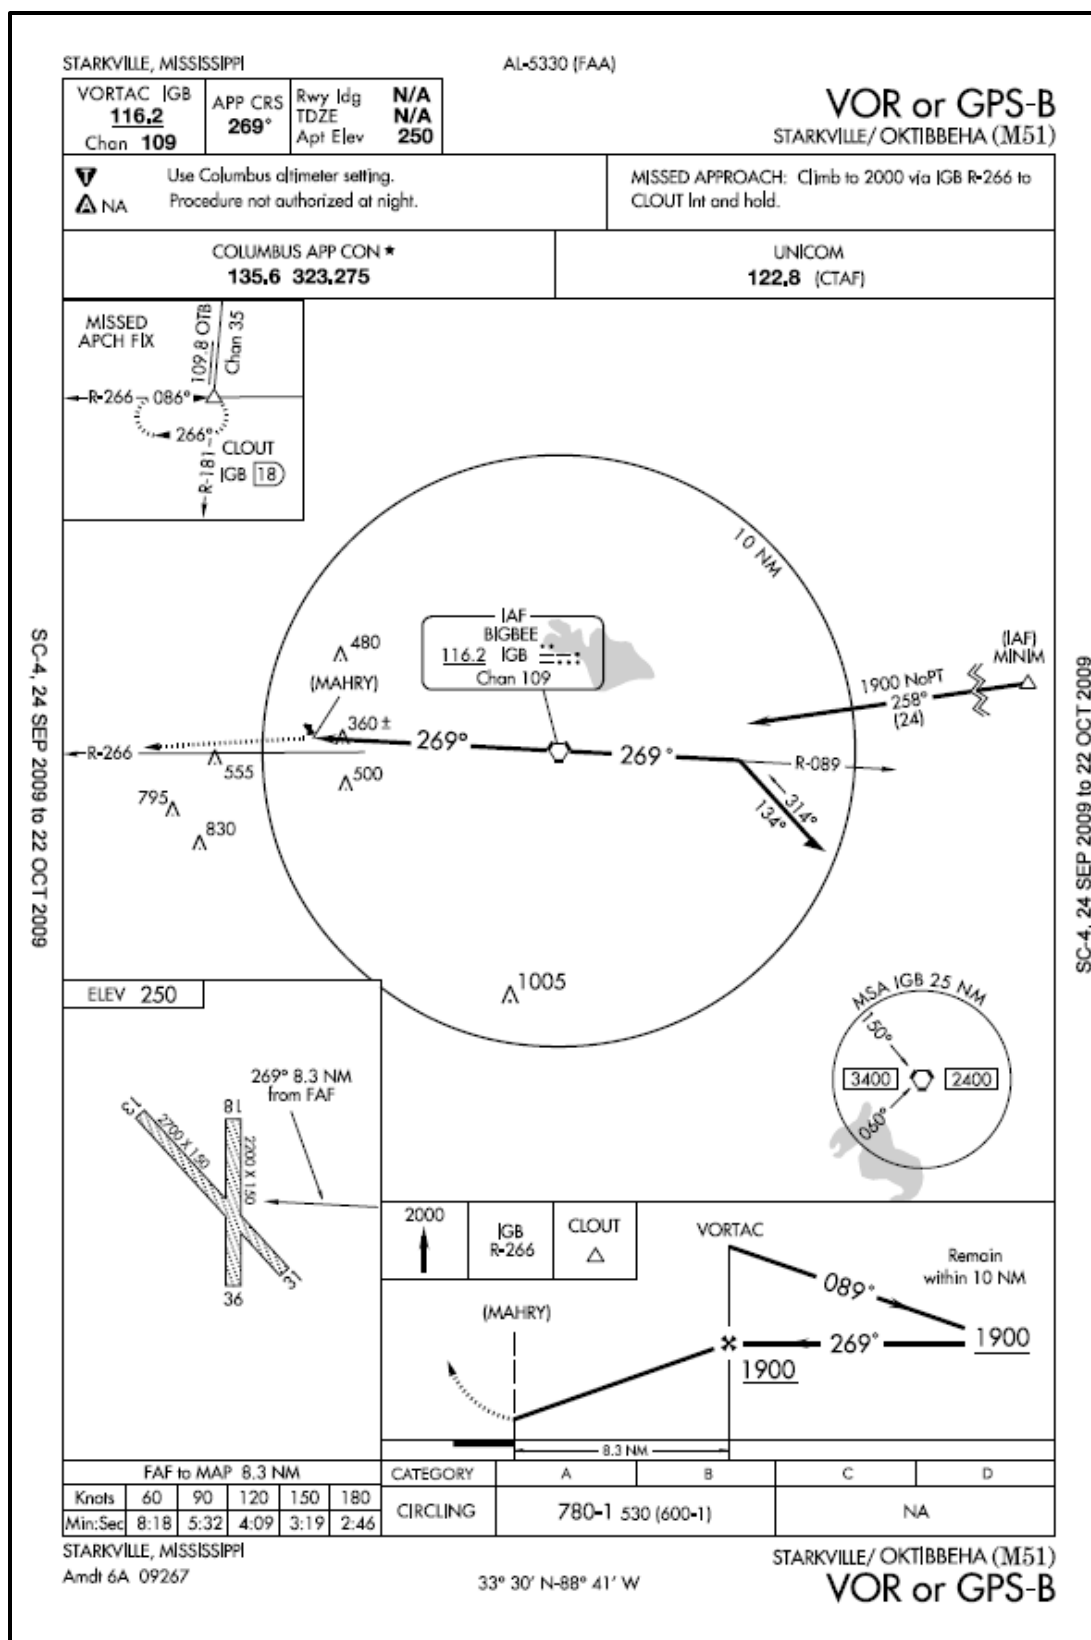 STARKVILLE, MISSISSIPPI
AL-5330 (FAA)
VORTAC IGB
116.2
Chan 109
APP CRS
269°
Rwy ldg N/A
TDZE N/A
Apt Elev 250
VOR or GPS-B
STARKVILLE/ OKTIBBEHA (M51)
T
A NA
Use Columbus altimeter setting.
Procedure not authorized at night.
MISSED APPROACH: Climb to 2000 via IGB R-266 to
CLOUT Int and hold.
COLUMBUS APP CON ★
135.6 323.275
UNICOM
122.8 (CTAF)
MISSED
APCH FIX
109.8 OTB
Chan 35
R-266
086°
266°
R-181
CLOUT
IGB 18
10 NM
IAF
BIGBEE
116.2 IGB
Chan 109
(IAF)
MINIM
1900 NoPT
258°
(24)
480
(MAHRY)
360 ±
269°
269°
R-089
R-266
555
500
314°
134°
795
830
1005
SC-4, 24 SEP 2009 to 22 OCT 2009
SC-4, 24 SEP 2009 to 22 OCT 2009
MSA IGB 25 NM
150°
3400
2400
060°
ELEV 250
269° 8.3 NM
from FAF
13
2700 X 150
18
2200 X 150
31
36
2000
IGB
R-266
CLOUT
VORTAC
Remain
within 10 NM
089°
(MAHRY)
269°
1900
1900
8.3 NM
FAF to MAP 8.3 NM
Knots 60 90 120 150 180
Min:Sec 8:18 5:32 4:09 3:19 2:46
CATEGORY A B C D
CIRCLING 780-1 530 (600-1) NA
STARKVILLE, MISSISSIPPI
Amdt 6A 09267
33° 30' N-88° 41' W
STARKVILLE/ OKTIBBEHA (M51)
VOR or GPS-B